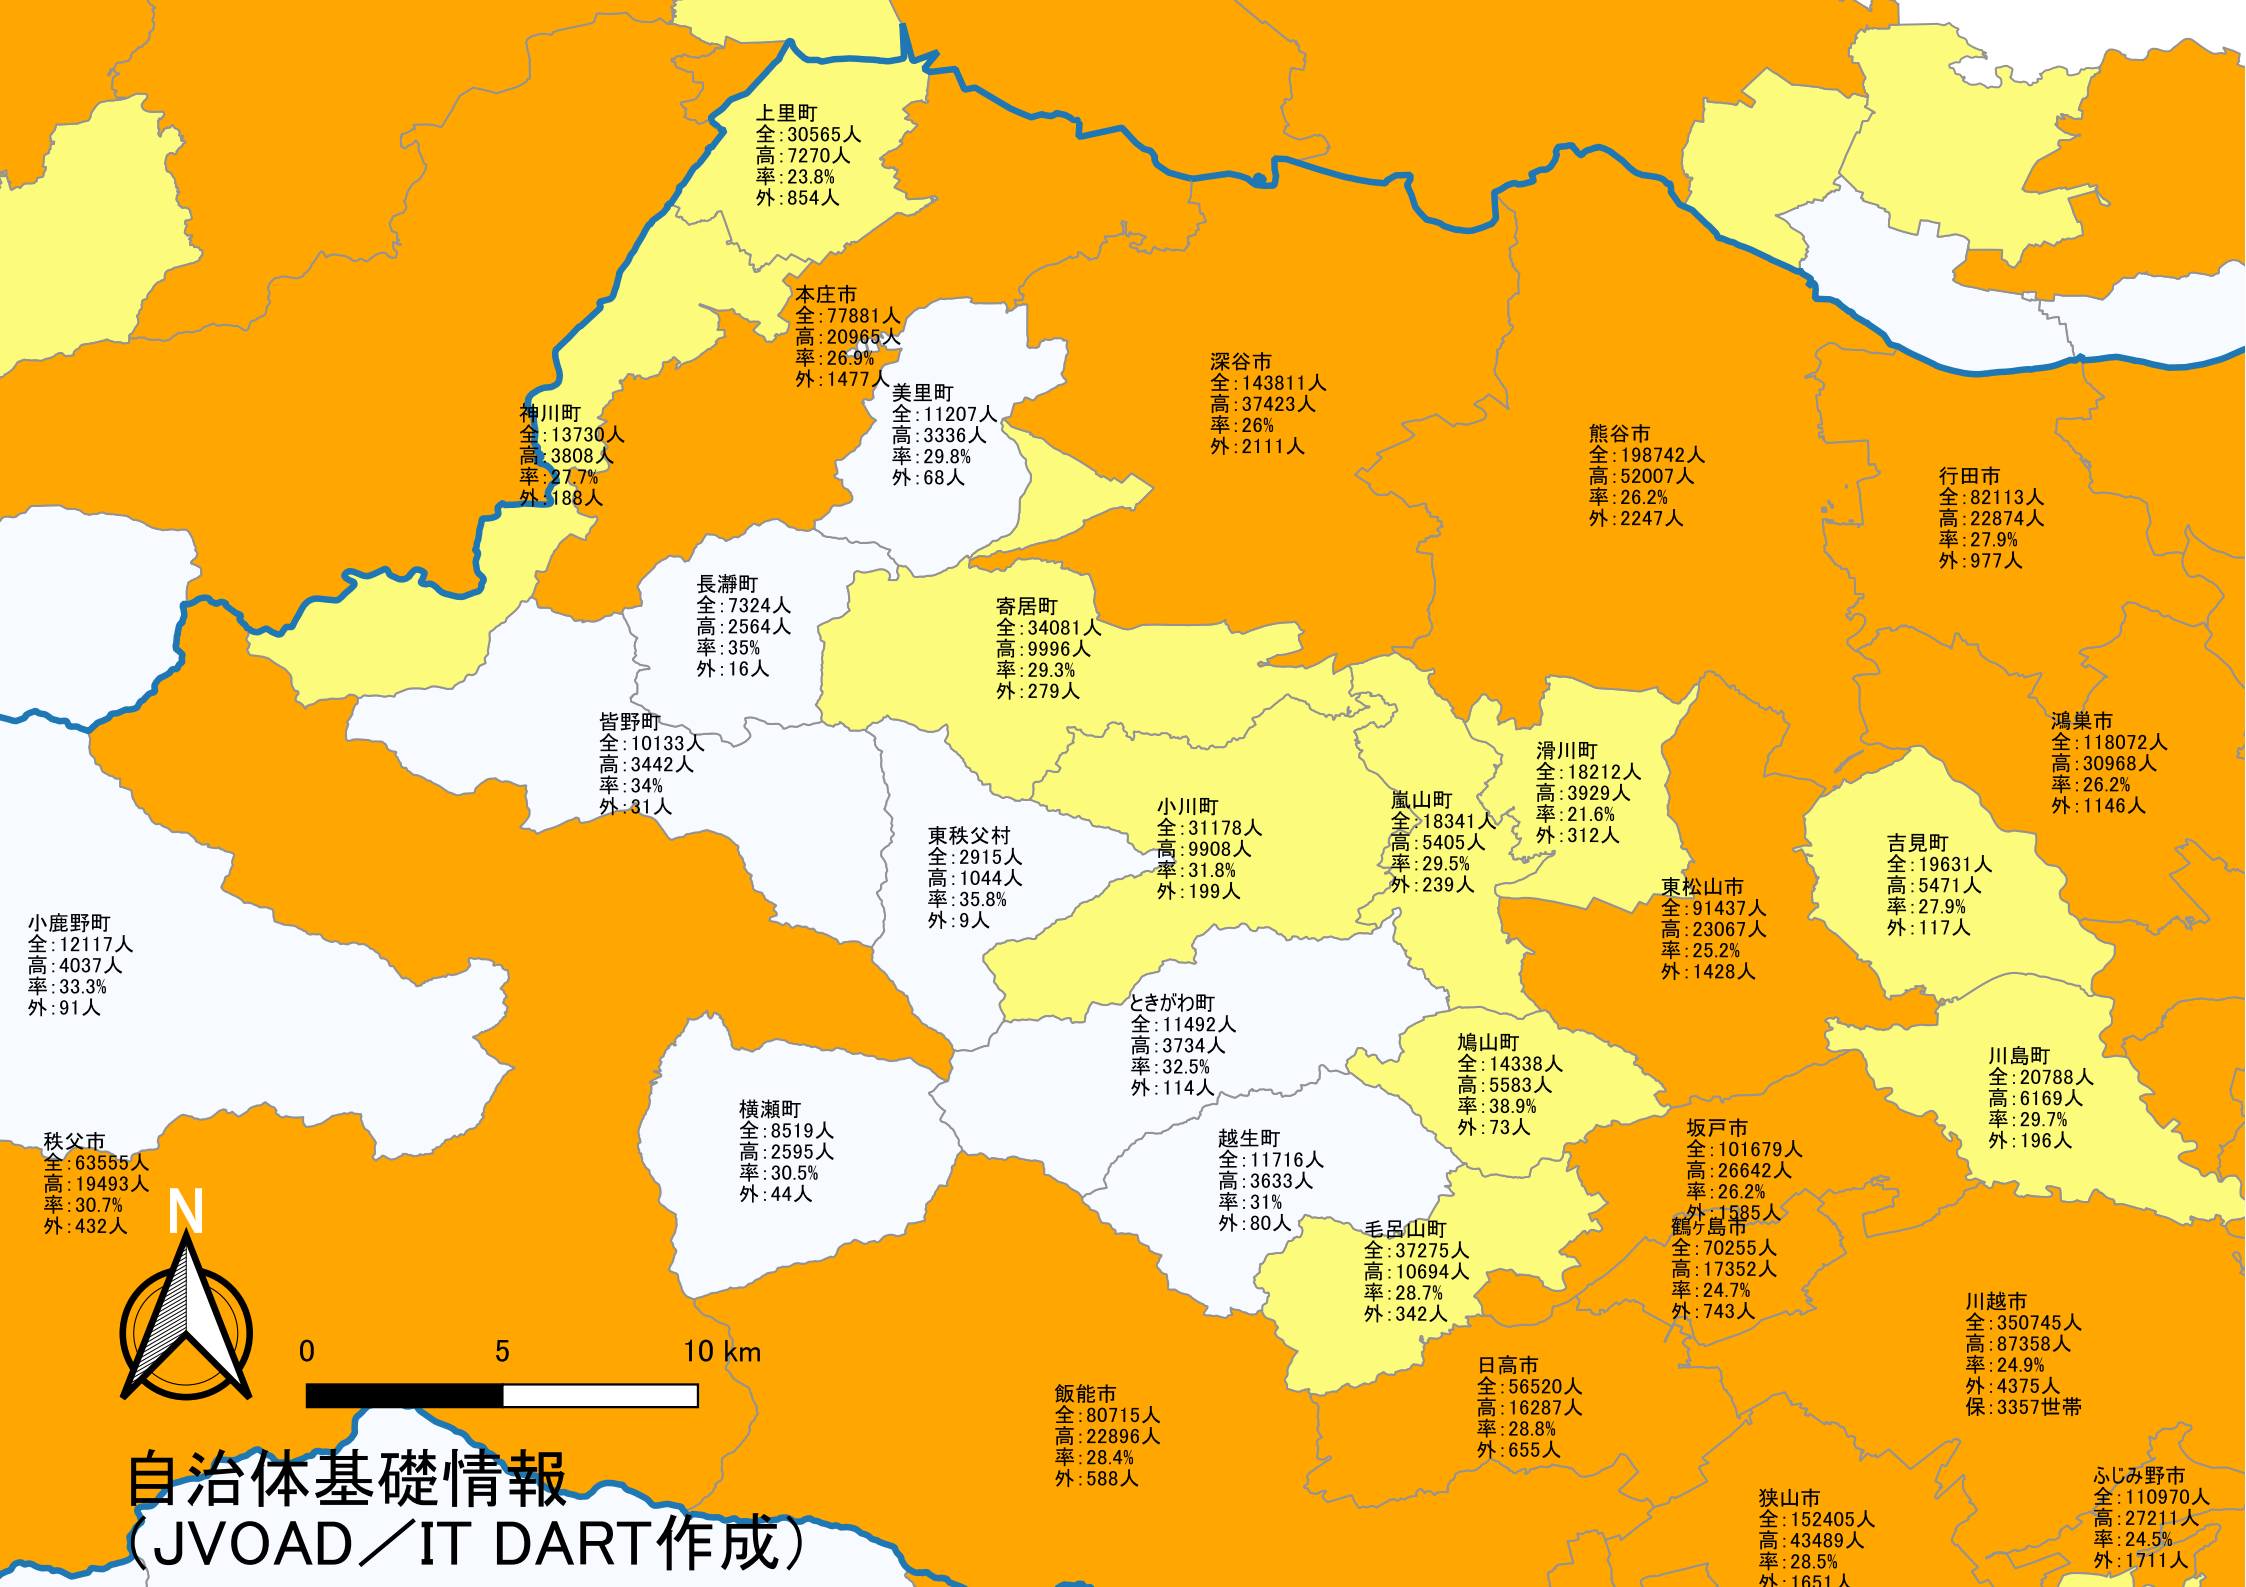 上里町
全:30565人
高:7270人
率:23.8%
外:854人
本庄市
全:77881人
高:20965人
率:26.9%
外:1477人
美里町
全:11207人
高:3336人
率:29.8%
外:68人
深谷市
全:143811人
高:37423人
率:26%
外:2111人
神川町
全:13730人
高:3808人
率:27.7%
外:188人
熊谷市
全:198742人
高:52007人
率:26.2%
外:2247人
行田市
全:82113人
高:22874人
率:27.9%
外:977人
長瀞町
全:7324人
高:2564人
率:35%
外:16人
寄居町
全:34081人
高:9996人
率:29.3%
外:279人
皆野町
全:10133人
高:3442人
率:34%
外:31人
鴻巣市
全:118072人
高:30968人
率:26.2%
外:1146人
滑川町
全:18212人
高:3929人
率:21.6%
外:312人
嵐山町
全:18341人
高:5405人
率:29.5%
外:239人
小川町
全:31178人
高:9908人
率:31.8%
外:199人
東秩父村
全:2915人
高:1044人
率:35.8%
外:9人
吉見町
全:19631人
高:5471人
率:27.9%
外:117人
東松山市
全:91437人
高:23067人
率:25.2%
外:1428人
小鹿野町
全:12117人
高:4037人
率:33.3%
外:91人
ときがわ町
全:11492人
高:3734人
率:32.5%
外:114人
鳩山町
全:14338人
高:5583人
率:38.9%
外:73人
川島町
全:20788人
高:6169人
率:29.7%
外:196人
横瀬町
全:8519人
高:2595人
率:30.5%
外:44人
越生町
全:11716人
高:3633人
率:31%
外:80人
坂戸市
全:101679人
高:26642人
率:26.2%
外:1585人
秩父市
全:63555人
高:19493人
率:30.7%
外:432人
毛呂山町
全:37275人
高:10694人
率:28.7%
外:342人
鶴ヶ島市
全:70255人
高:17352人
率:24.7%
外:743人
川越市
全:350745人
高:87358人
率:24.9%
外:4375人
保:3357世帯
日高市
全:56520人
高:16287人
率:28.8%
外:655人
飯能市
全:80715人
高:22896人
率:28.4%
外:588人
ふじみ野市
全:110970人
高:27211人
率:24.5%
外:1711人
狭山市
全:152405人
高:43489人
率:28.5%
外:1651人
N
0 5 10 km
自治体基礎情報
（JVOAD／IT DART作成）